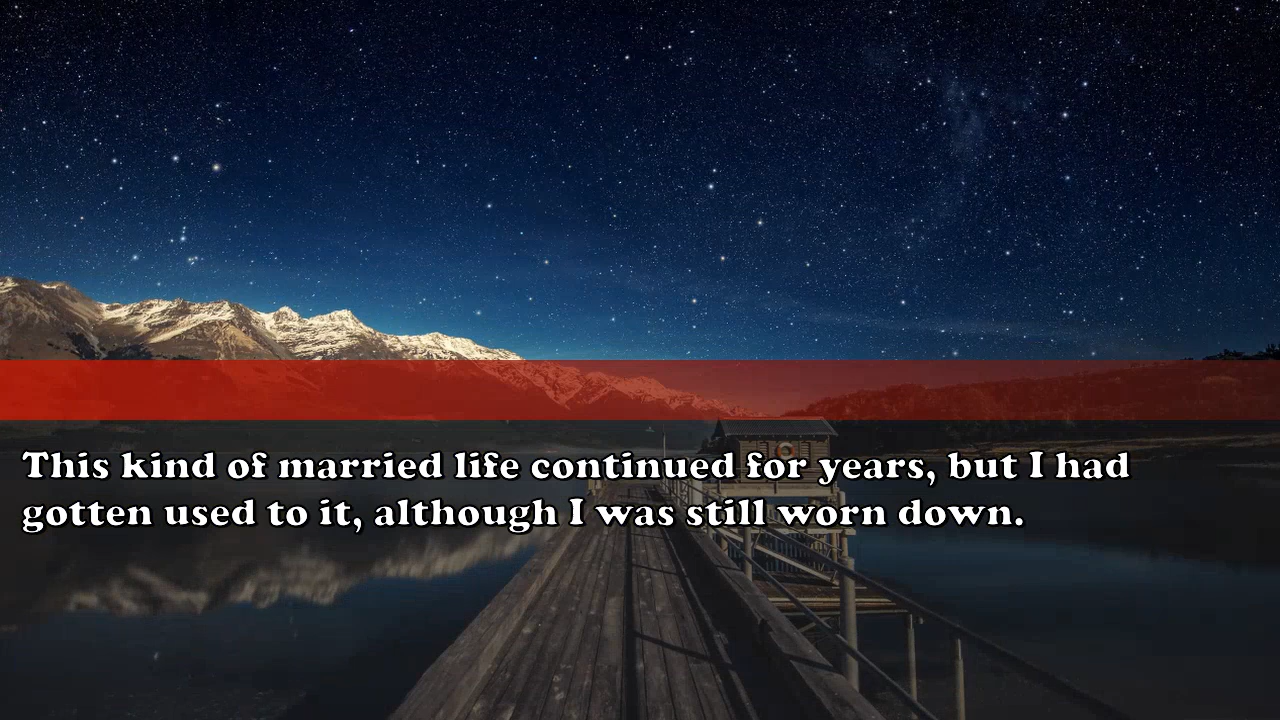 This kind of married life continued for years, but I had
gotten used to it, although I was still worn down.